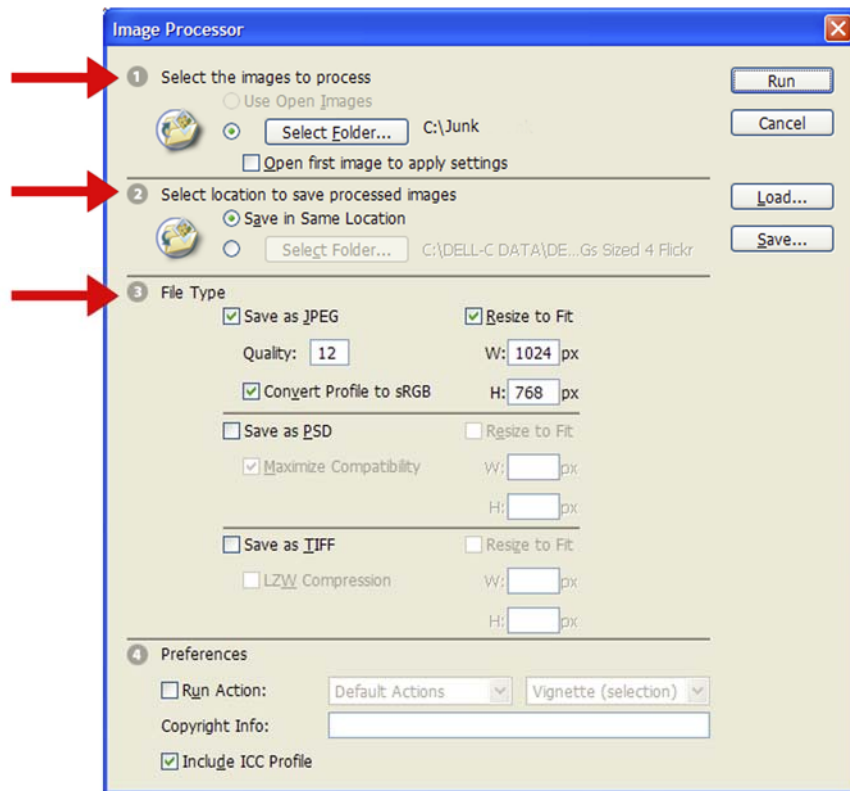 Image Processor
1 Select the images to process
Run
Use Open Images
Select Folder... C:\Junk
Cancel
Open first image to apply settings
2 Select location to save processed images
Load...
Save in Same Location
Select Folder... C:\DELL-C DATA\DE...Gs Sized 4 Flickr
Save...
3 File Type
Save as JPEG Resize to Fit
Quality: 12 W: 1024 px
Convert Profile to sRGB H: 768 px
Save as PSD Resize to Fit
Maximize Compatibility W: px
H: px
Save as TIFF Resize to Fit
LZW Compression W: px
H: px
4 Preferences
Run Action: Default Actions Vignette (selection)
Copyright Info:
Include ICC Profile